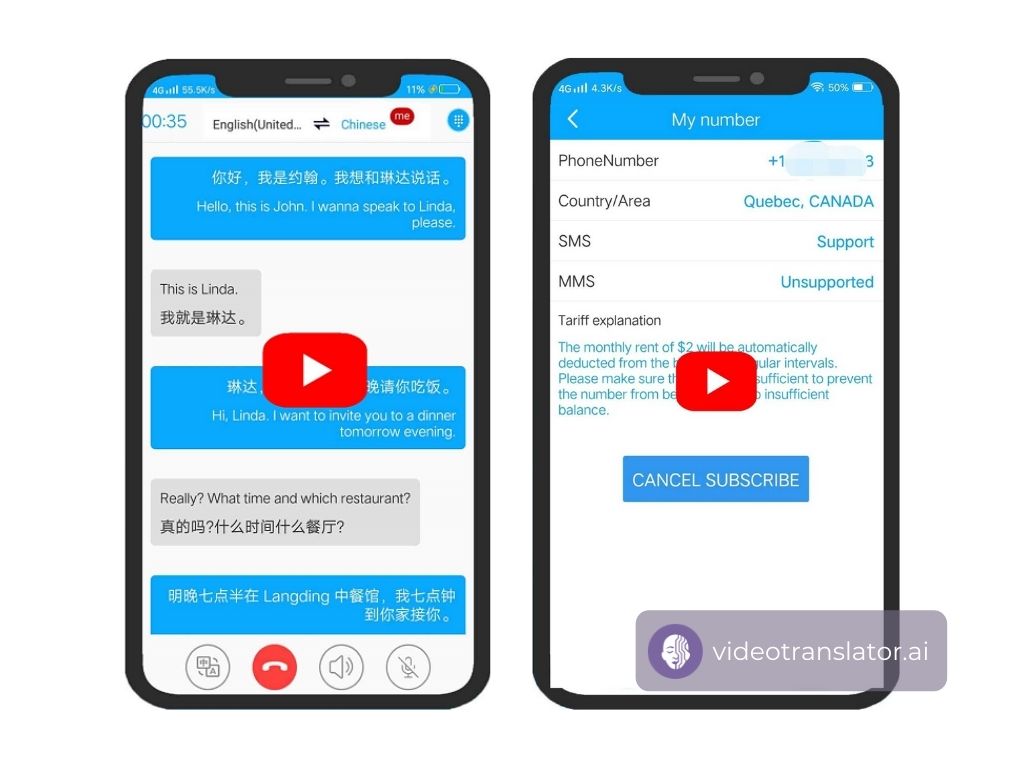 4G 55.5K/s 11%
00:35 English(United... Chinese me
你好，我是约翰。我想和琳达说话。
Hello, this is John. I wanna speak to Linda,
please.
This is Linda.
我就是琳达。
琳达， 晚请你吃饭。
Hi, Linda. I want to invite you to a dinner
tomorrow evening.
Really? What time and which restaurant?
真的吗?什么时间什么餐厅?
明晚七点半在 Langding 中餐馆，我七点钟
到你家接你。
中 A
4G 4.3K/s 50%
My number
PhoneNumber +1 3
Country/Area Quebec, CANADA
SMS Support
MMS Unsupported
Tariff explanation
The monthly rent of $2 will be automatically
deducted from the gular intervals.
Please make sure sufficient to prevent
the number from insufficient
balance.
CANCEL SUBSCRIBE
videotranslator.ai